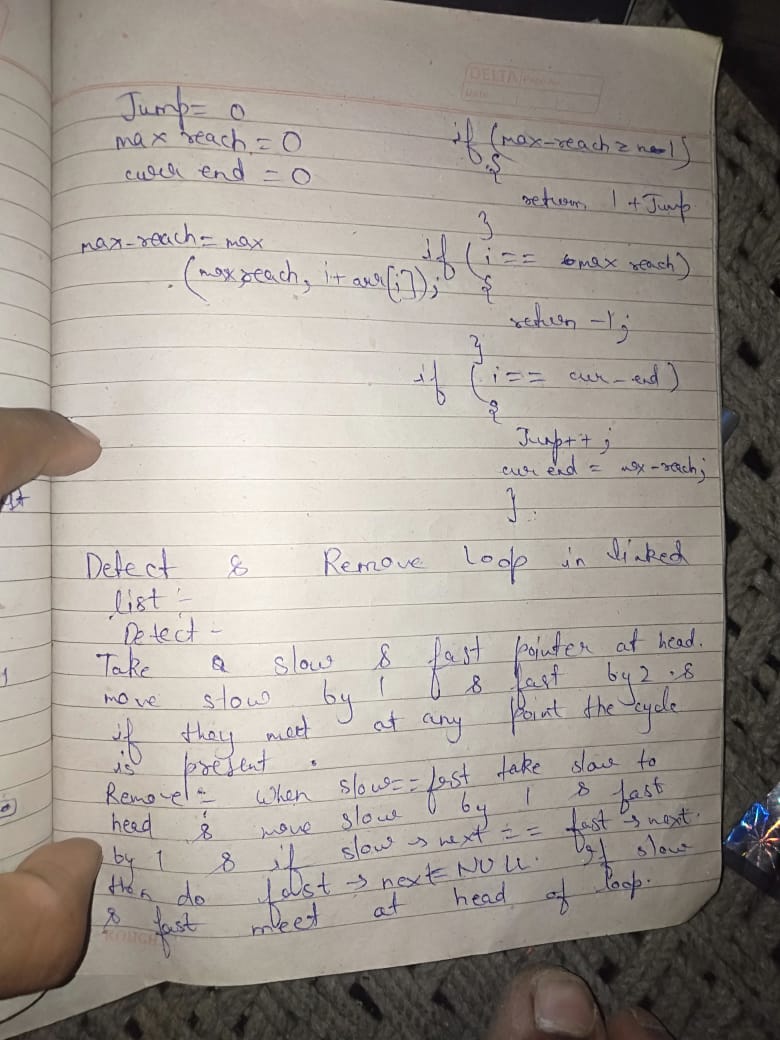 DELTA
Date
Jump = 0
max reach = 0
curr end = 0
max-reach = max
(max reach, i + arr[i]);
if (max-reach ≥ n-1)
{
return 1 + Jump
}
if (i == max reach)
{
return -1;
}
if (i == cur-end)
{
Jump++;
cur end = max-reach;
}
Detect & Remove loop in linked
list :-
Detect -
Take a slow & fast pointer at head.
move slow by 1 & fast by 2 &
if they meet at any point the cycle
is present.
Remove :- when slow == fast take slow to
head & move slow by 1 & fast
by 1 & if slow → next == fast → next.
then do fast → next = NULL. If slow
& fast meet at head of loop.